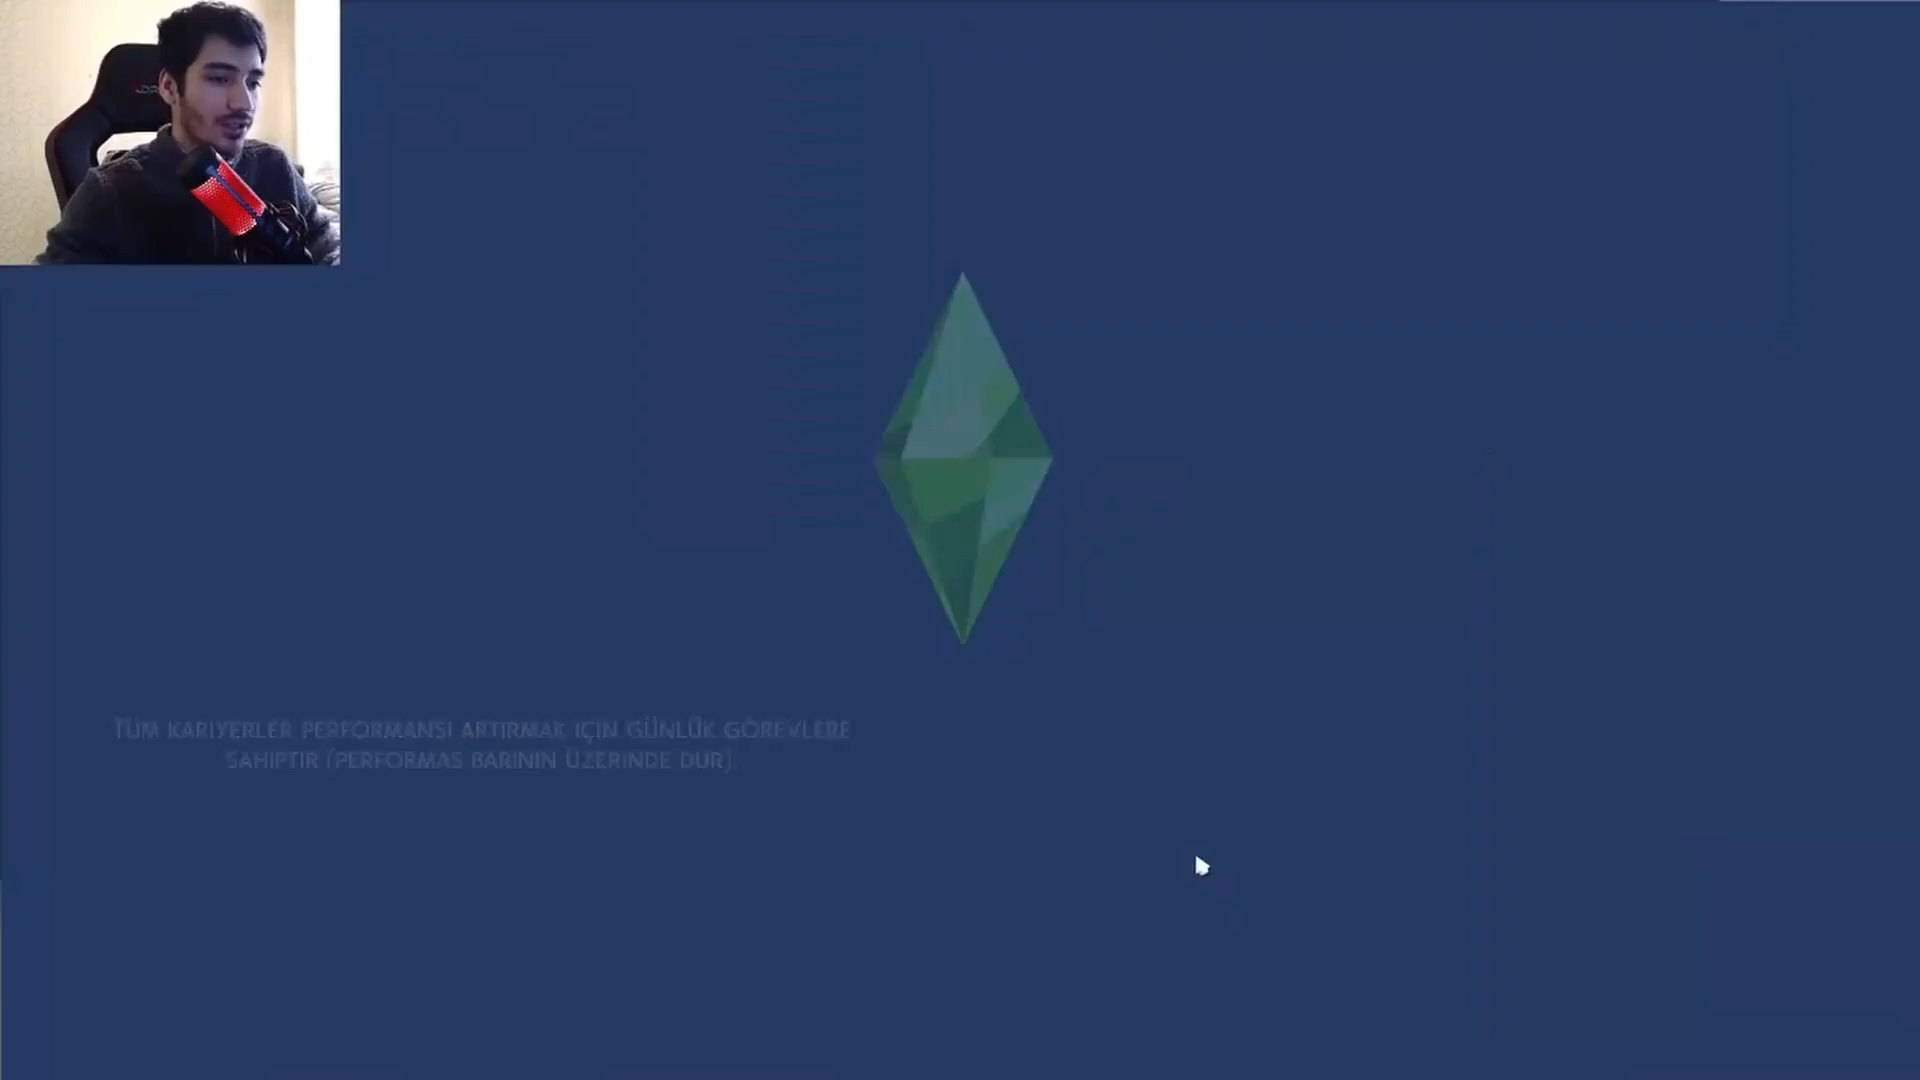 TÜM KARİYERLER PERFORMANSI ARTIRMAK İÇİN GÜNLÜK GÖREVLERE
SAHİPTİR (PERFORMAS BARININ ÜZERİNDE DUR)